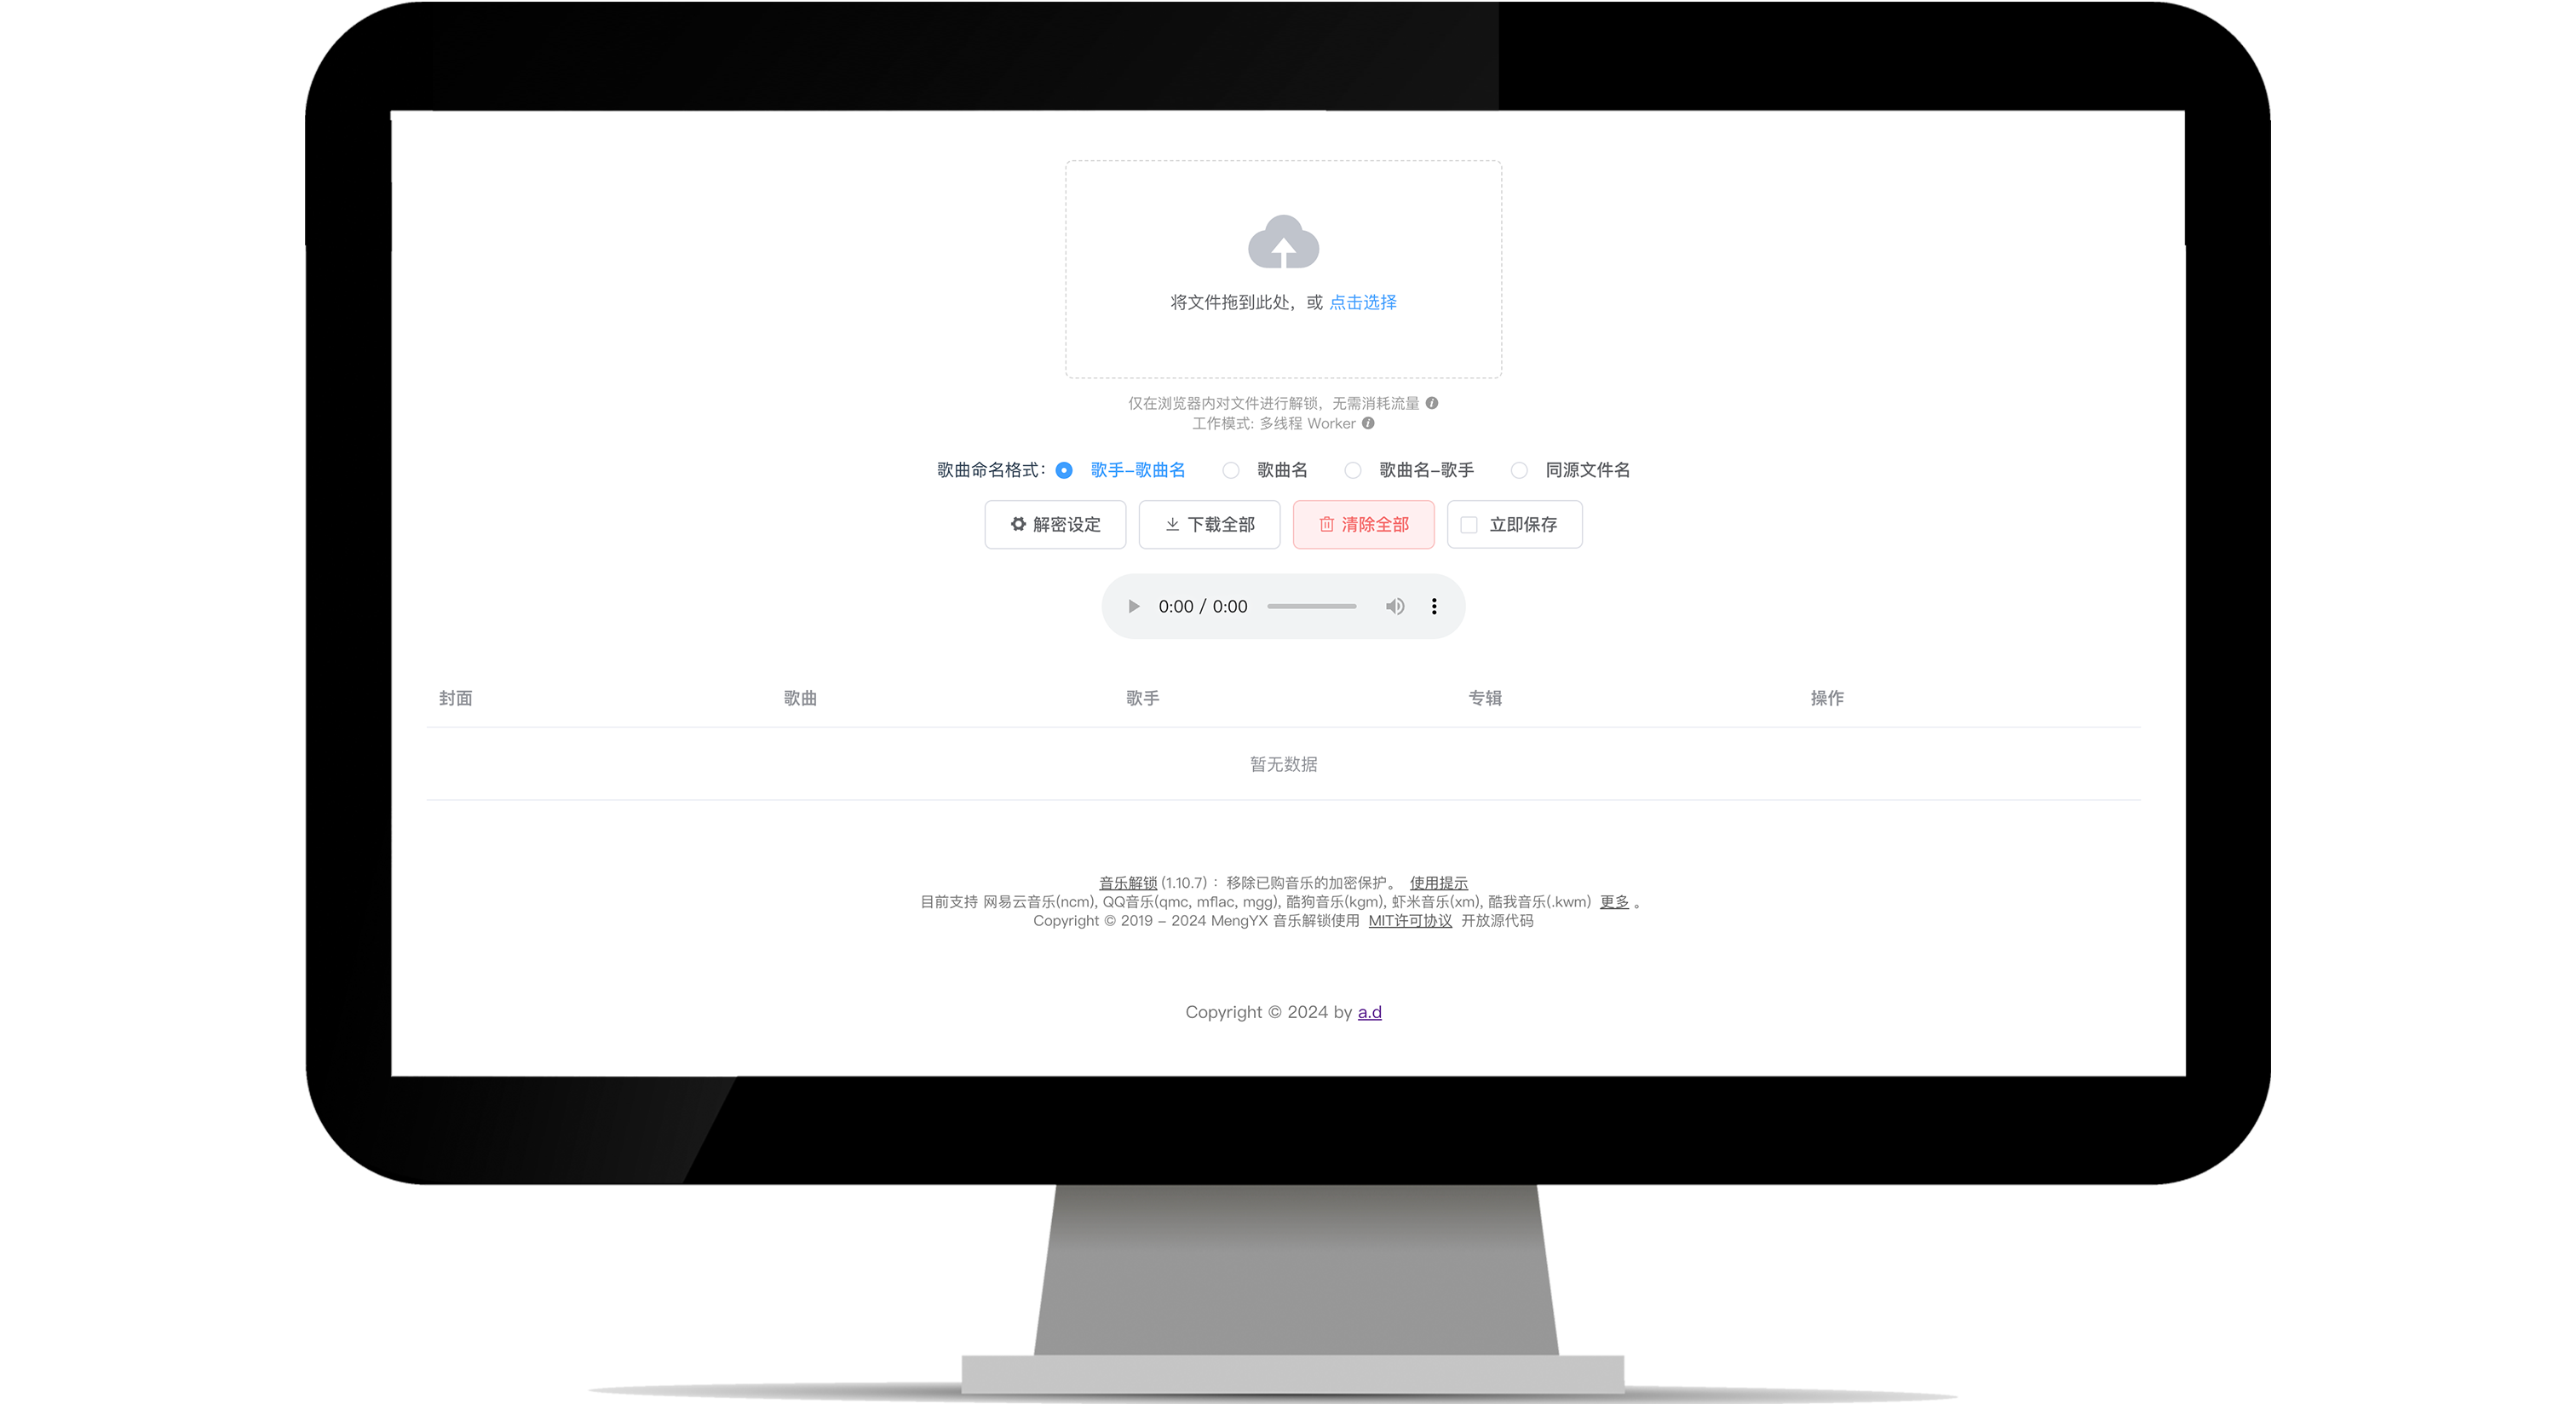 将文件拖到此处，或 点击选择
仅在浏览器内对文件进行解锁，无需消耗流量
工作模式: 多线程 Worker
歌曲命名格式： 歌手-歌曲名 歌曲名 歌曲名-歌手 同源文件名
解密设定 下载全部 清除全部 立即保存
0:00 / 0:00
封面 歌曲 歌手 专辑 操作
暂无数据
音乐解锁 (1.10.7)：移除已购音乐的加密保护。 使用提示
目前支持 网易云音乐(ncm), QQ音乐(qmc, mflac, mgg), 酷狗音乐(kgm), 虾米音乐(xm), 酷我音乐(.kwm) 更多 。
Copyright © 2019 - 2024 MengYX 音乐解锁使用 MIT许可协议 开放源代码
Copyright © 2024 by a.d